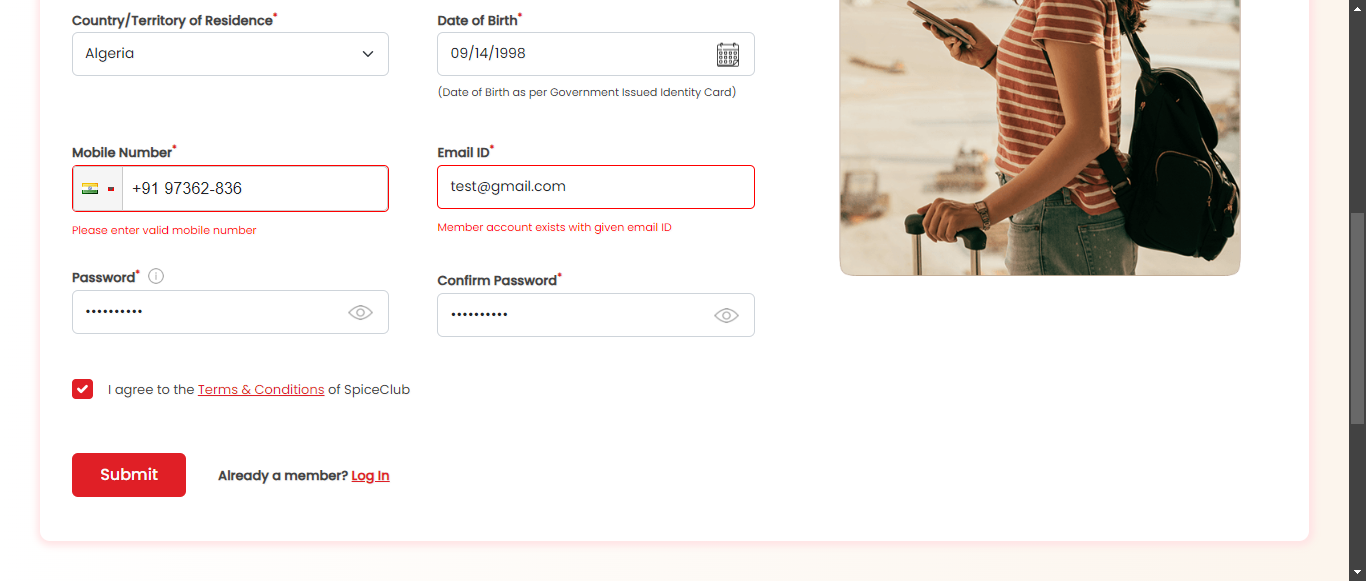 Country/Territory of Residence*
Date of Birth*
Algeria
09/14/1998
(Date of Birth as per Government Issued Identity Card)
Mobile Number*
Email ID*
+91 97362-836
test@gmail.com
Please enter valid mobile number
Member account exists with given email ID
Password*
Confirm Password*
••••••••••
••••••••••
I agree to the Terms & Conditions of SpiceClub
Submit
Already a member? Log In